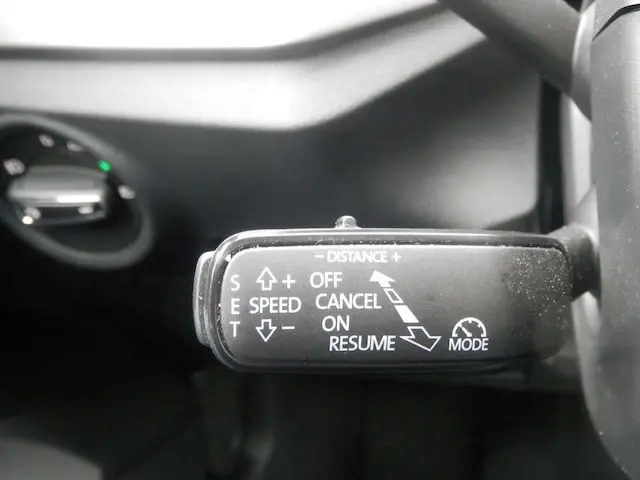 - DISTANCE +
S + OFF
E SPEED CANCEL
T - ON
RESUME MODE